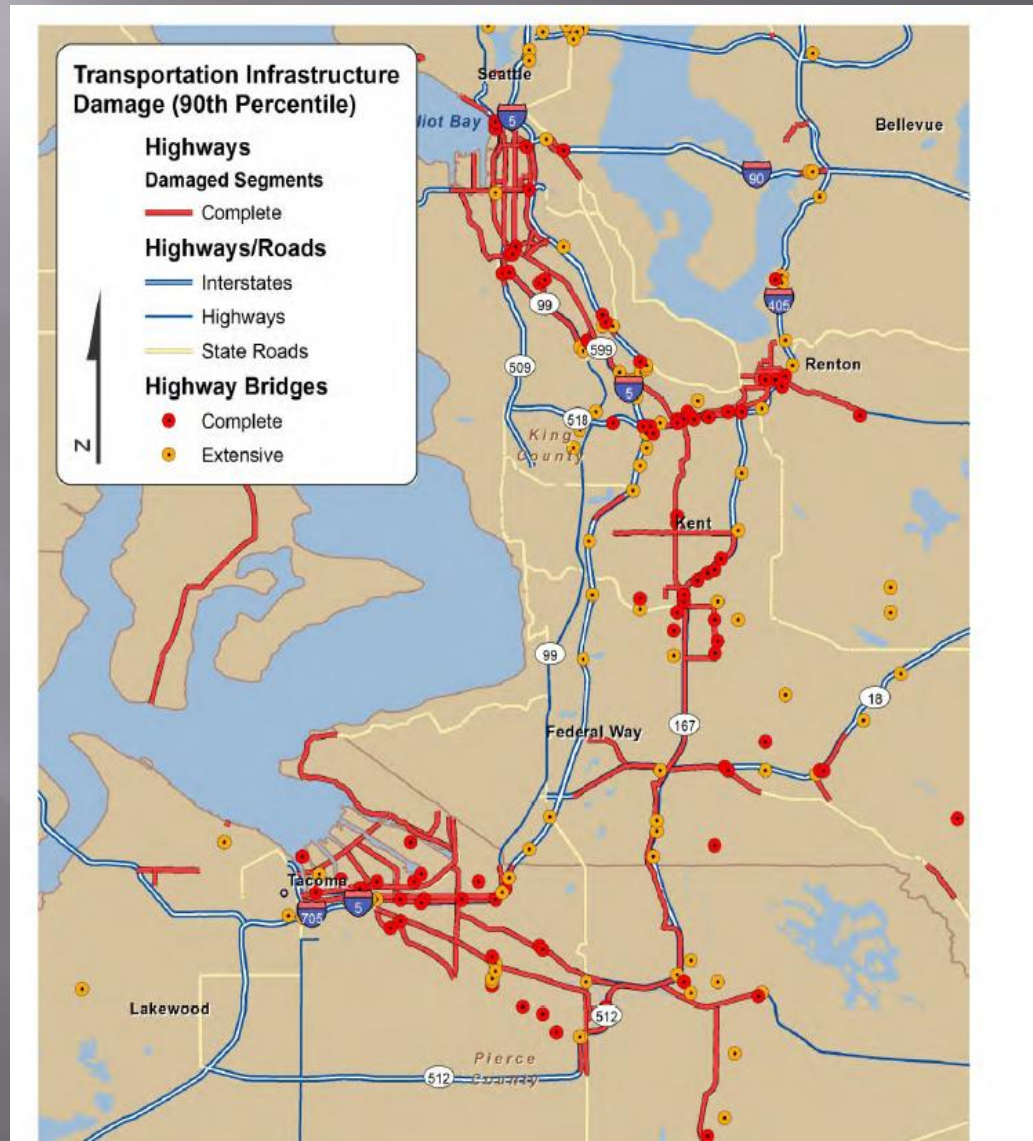 Transportation Infrastructure
Damage (90th Percentile)
Highways
Damaged Segments
Complete
Highways/Roads
Interstates
Highways
State Roads
Highway Bridges
Complete
Extensive
N
Seattle
5
Bay
Bellevue
90
405
99
599
509
Renton
5
518
King
County
Kent
99
18
167
Federal Way
Tacoma
705
5
Lakewood
512
Pierce
County
512